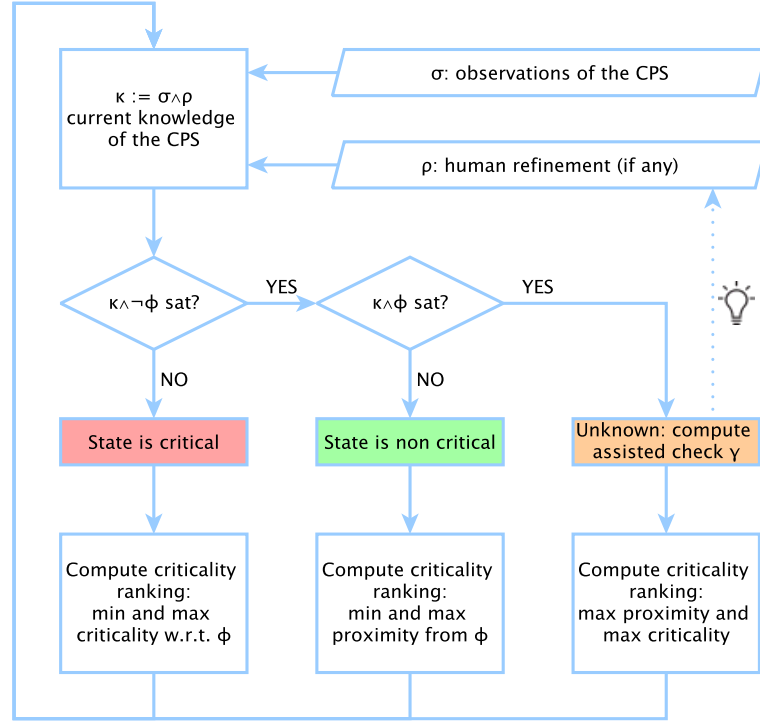 κ := σ∧ρ
current knowledge
of the CPS
σ: observations of the CPS
ρ: human refinement (if any)
κ∧¬ϕ sat?
YES
κ∧ϕ sat?
YES
NO
NO
State is critical
State is non critical
Unknown: compute
assisted check γ
Compute criticality
ranking:
min and max
criticality w.r.t. ϕ
Compute criticality
ranking:
min and max
proximity from ϕ
Compute criticality
ranking:
max proximity and
max criticality